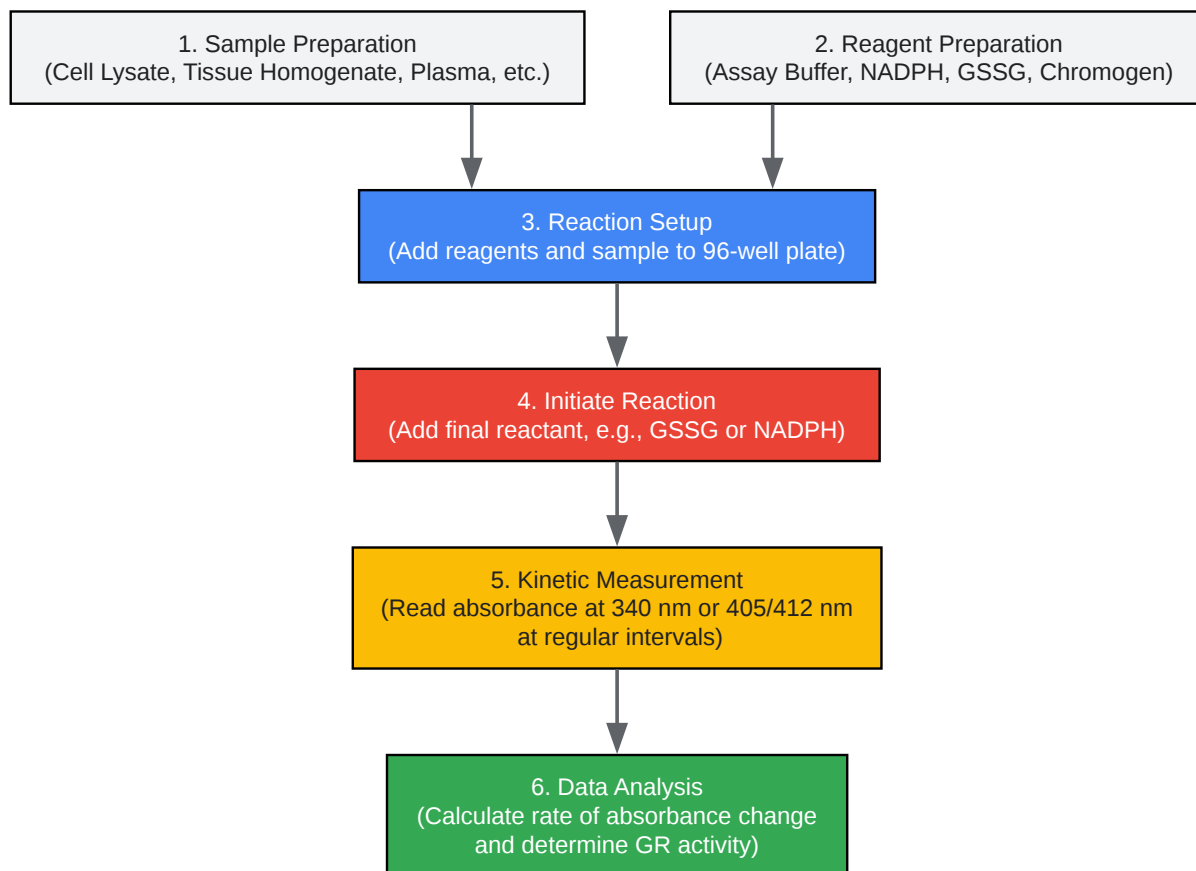 1. Sample Preparation
(Cell Lysate, Tissue Homogenate, Plasma, etc.)
2. Reagent Preparation
(Assay Buffer, NADPH, GSSG, Chromogen)
3. Reaction Setup
(Add reagents and sample to 96-well plate)
4. Initiate Reaction
(Add final reactant, e.g., GSSG or NADPH)
5. Kinetic Measurement
(Read absorbance at 340 nm or 405/412 nm
at regular intervals)
6. Data Analysis
(Calculate rate of absorbance change
and determine GR activity)